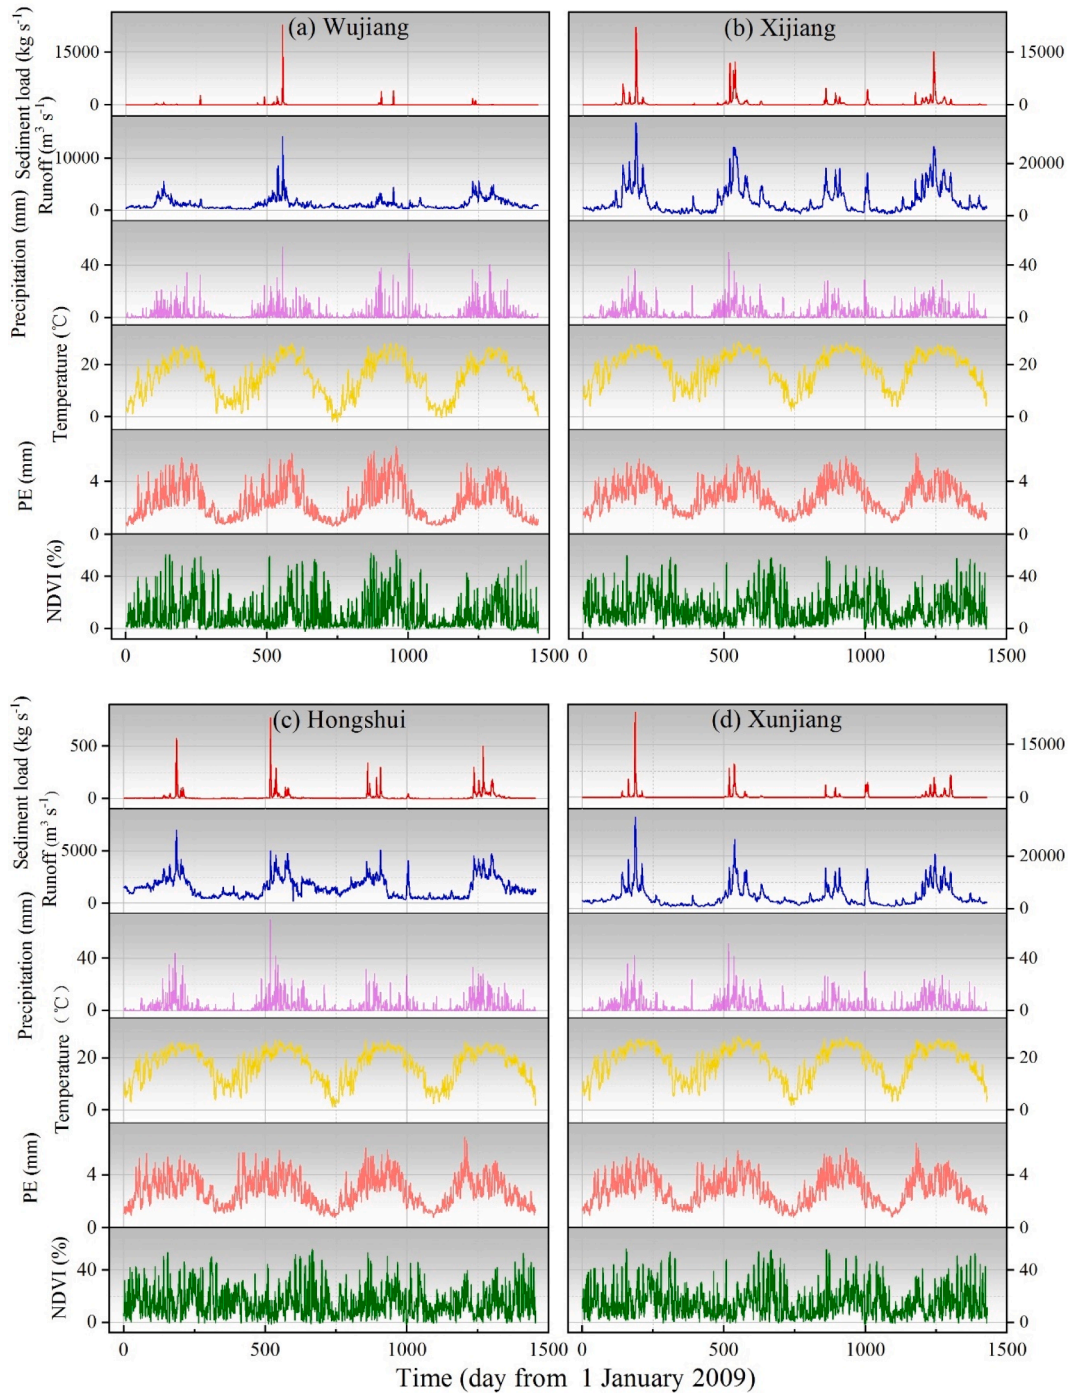 (a) Wujiang
(b) Xijiang
Sediment load (kg s⁻¹)
15000
0
15000
0
Runoff (m³ s⁻¹)
10000
0
20000
0
Precipitation (mm)
40
0
40
0
Temperature (℃)
20
0
20
0
PE (mm)
4
0
4
0
NDVI (%)
40
0
40
0
0 500 1000 1500
0 500 1000 1500
(c) Hongshui
(d) Xunjiang
Sediment load (kg s⁻¹)
500
0
15000
0
Runoff (m³ s⁻¹)
5000
0
20000
0
Precipitation (mm)
40
0
40
0
Temperature (℃)
20
0
20
0
PE (mm)
4
0
4
0
NDVI (%)
40
0
40
0
0 500 1000 1500
0 500 1000 1500
Time (day from 1 January 2009)